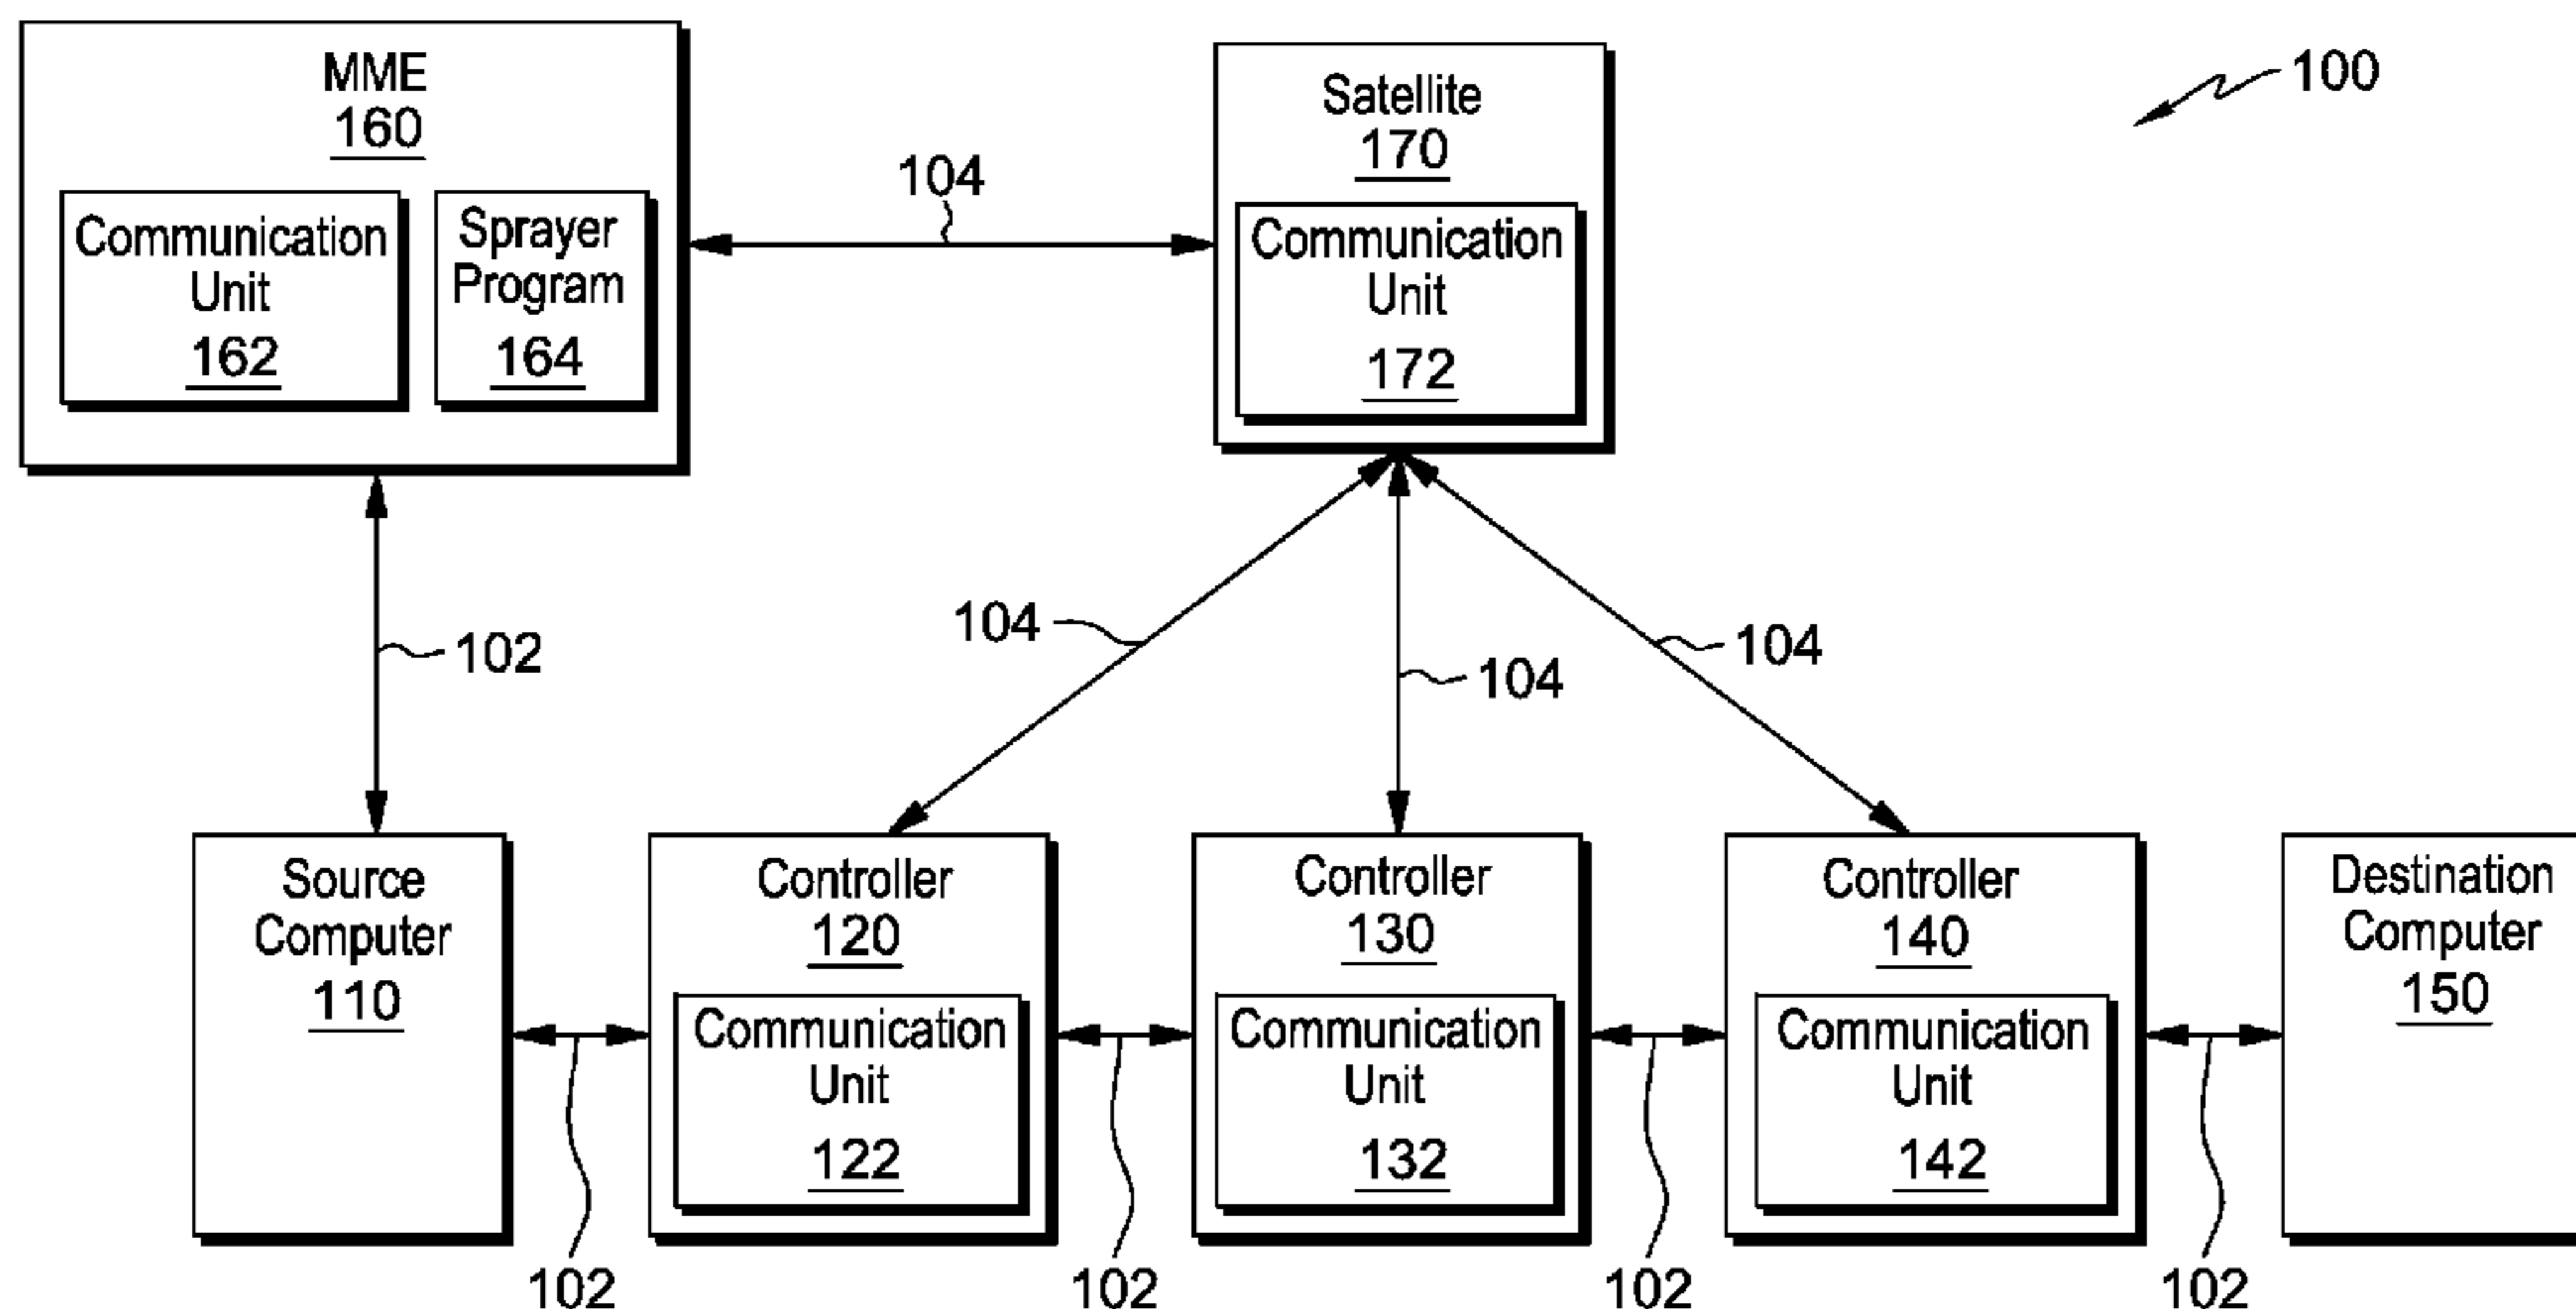 MME
160
Communication
Unit
162
Sprayer
Program
164
104
Satellite
170
Communication
Unit
172
100
102
104
104
104
Source
Computer
110
Controller
120
Communication
Unit
122
Controller
130
Communication
Unit
132
Controller
140
Communication
Unit
142
Destination
Computer
150
102
102
102
102